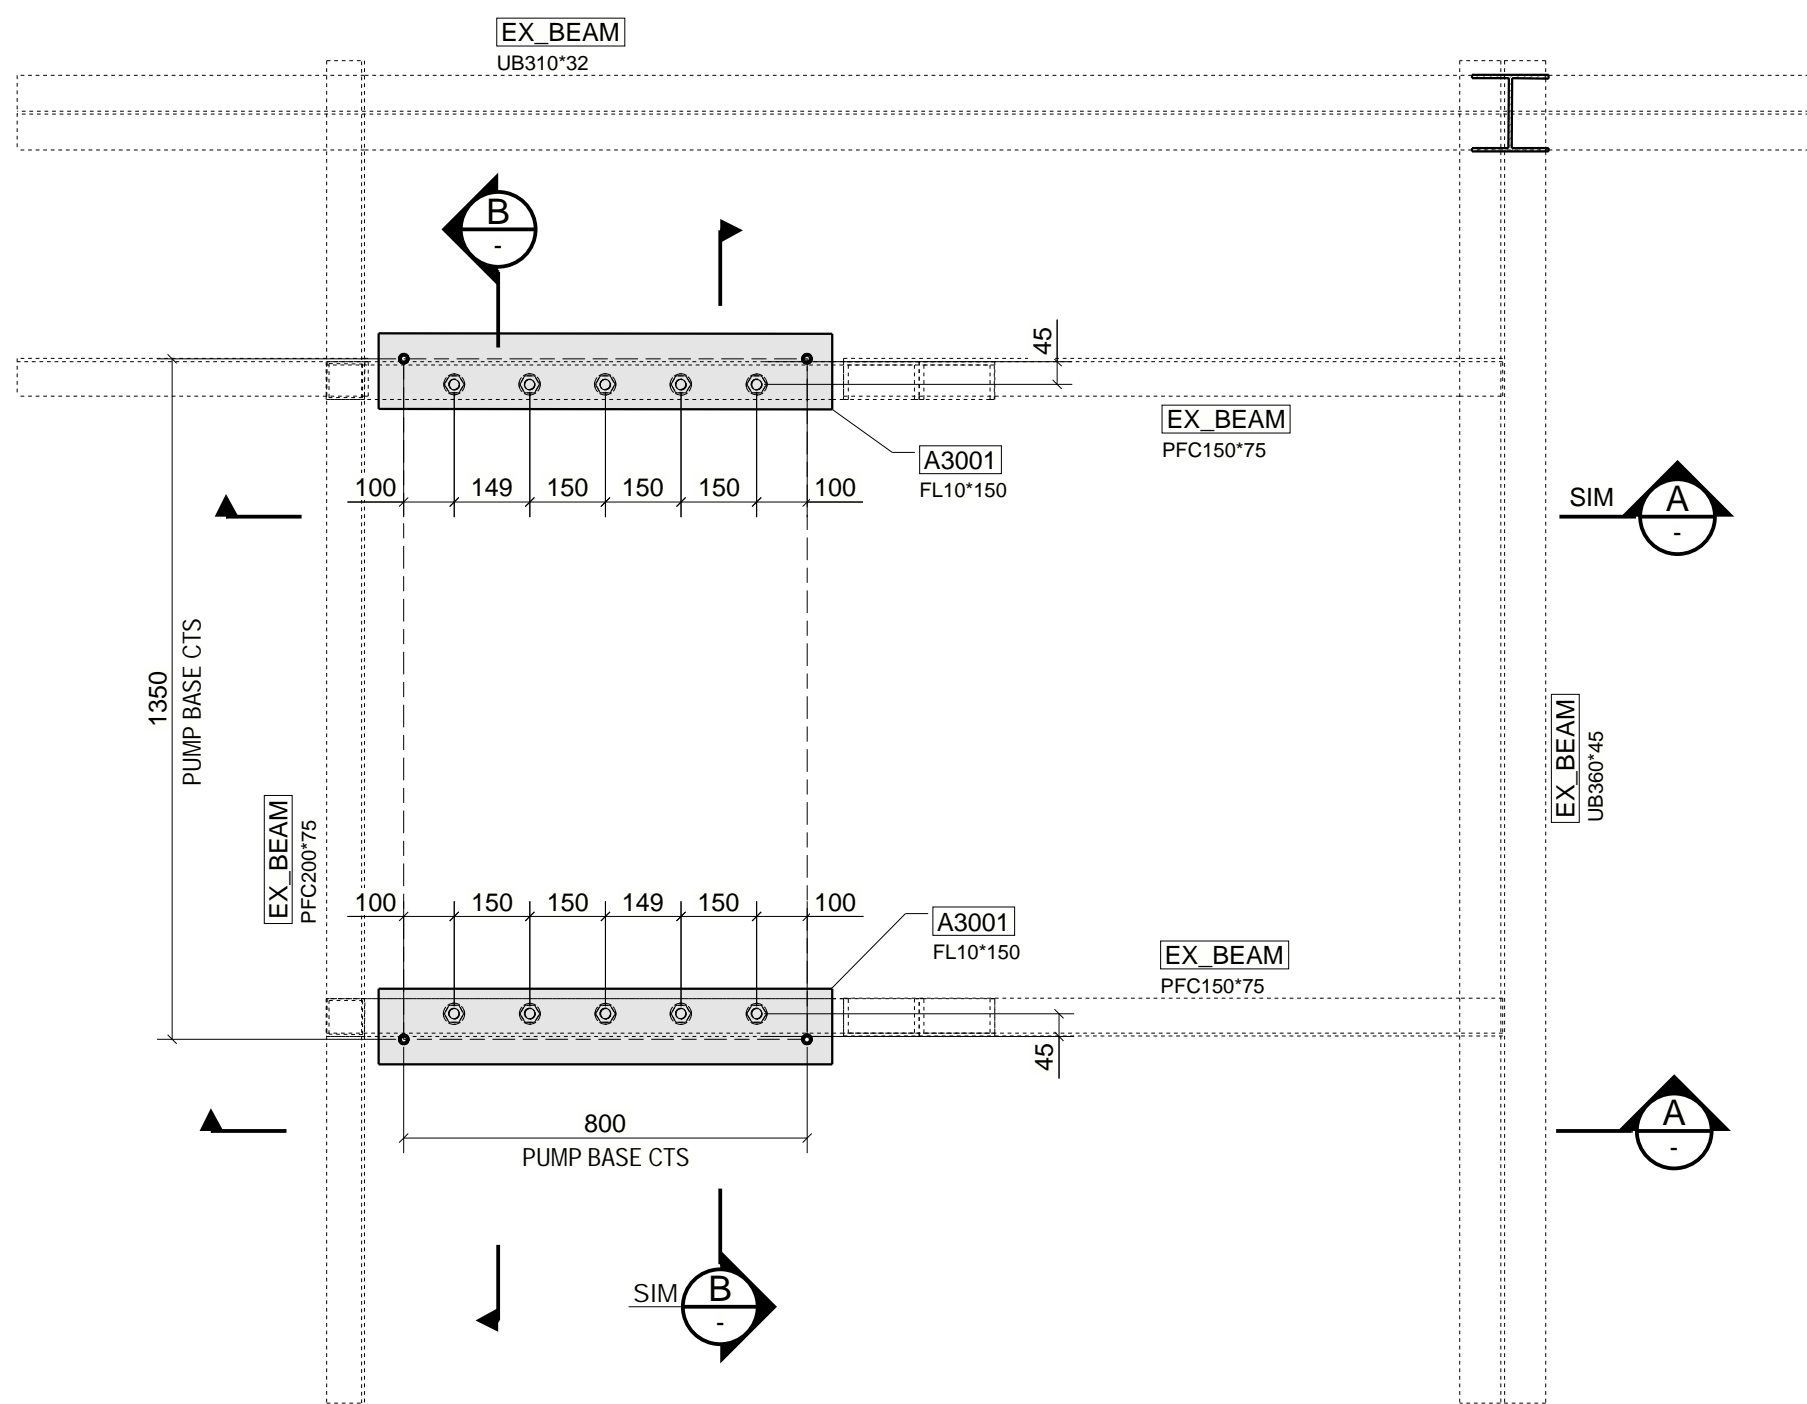 EX_BEAM
UB310*32
B
-
45
EX_BEAM
PFC150*75
A3001
FL10*150
100 149 150 150 150 100
SIM
A
-
1350
PUMP BASE CTS
EX_BEAM
UB360*45
EX_BEAM
PFC200*75
100 150 150 149 150 100
A3001
FL10*150
EX_BEAM
PFC150*75
45
800
PUMP BASE CTS
A
-
SIM
B
-